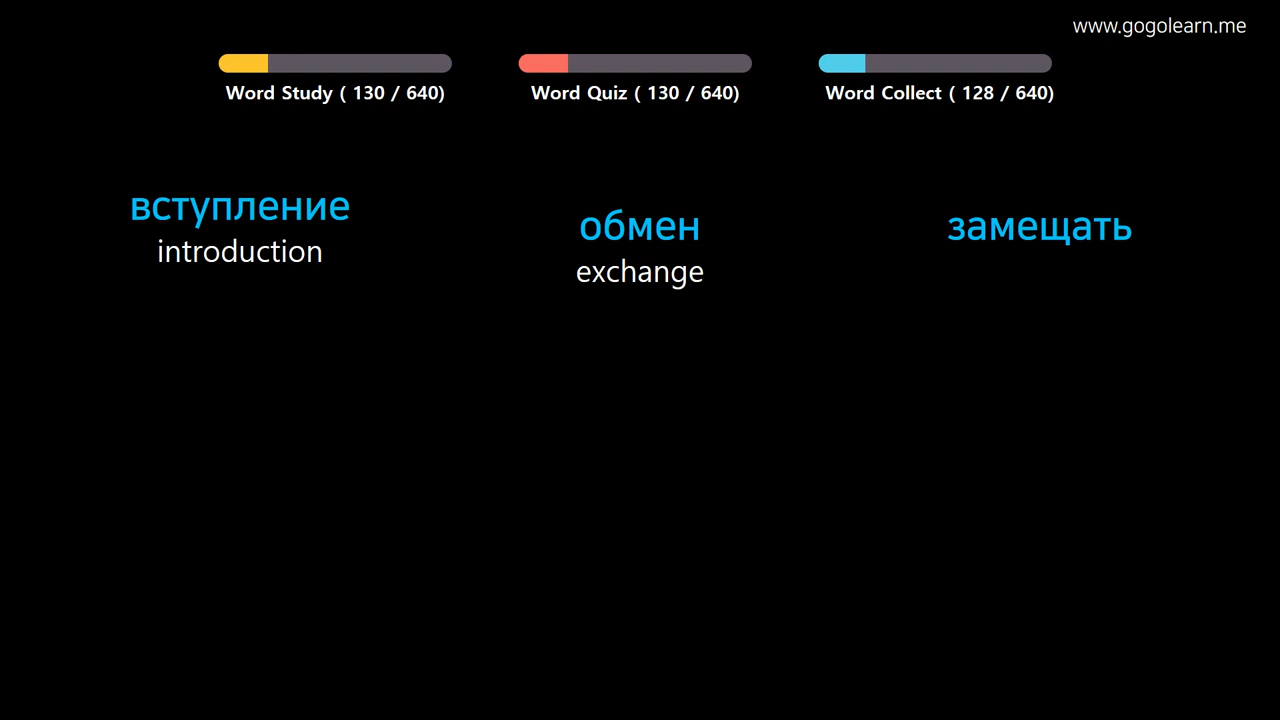 www.gogolearn.me
Word Study ( 130 / 640)
Word Quiz ( 130 / 640)
Word Collect ( 128 / 640)
вступление
introduction
обмен
exchange
замещать